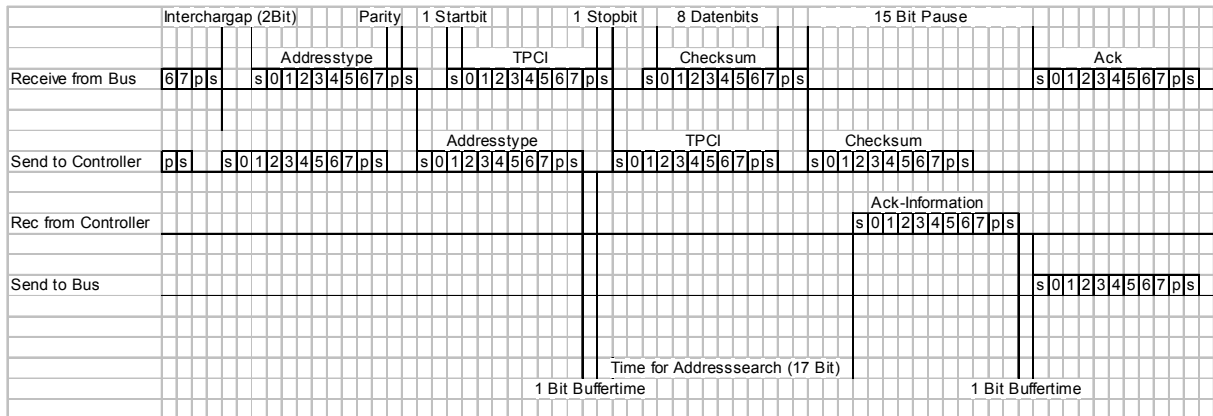 Interchargap (2Bit) Parity 1 Startbit 1 Stopbit 8 Datenbits 15 Bit Pause
Addresstype TPCI Checksum Ack
Receive from Bus 6 7 p s s 0 1 2 3 4 5 6 7 p s s 0 1 2 3 4 5 6 7 p s s 0 1 2 3 4 5 6 7 p s s 0 1 2 3 4 5 6 7 p s
Addresstype TPCI Checksum
Send to Controller p s s 0 1 2 3 4 5 6 7 p s s 0 1 2 3 4 5 6 7 p s s 0 1 2 3 4 5 6 7 p s s 0 1 2 3 4 5 6 7 p s
Ack-Information
Rec from Controller s 0 1 2 3 4 5 6 7 p s
Send to Bus s 0 1 2 3 4 5 6 7 p s
Time for Addresssearch (17 Bit)
1 Bit Buffertime 1 Bit Buffertime